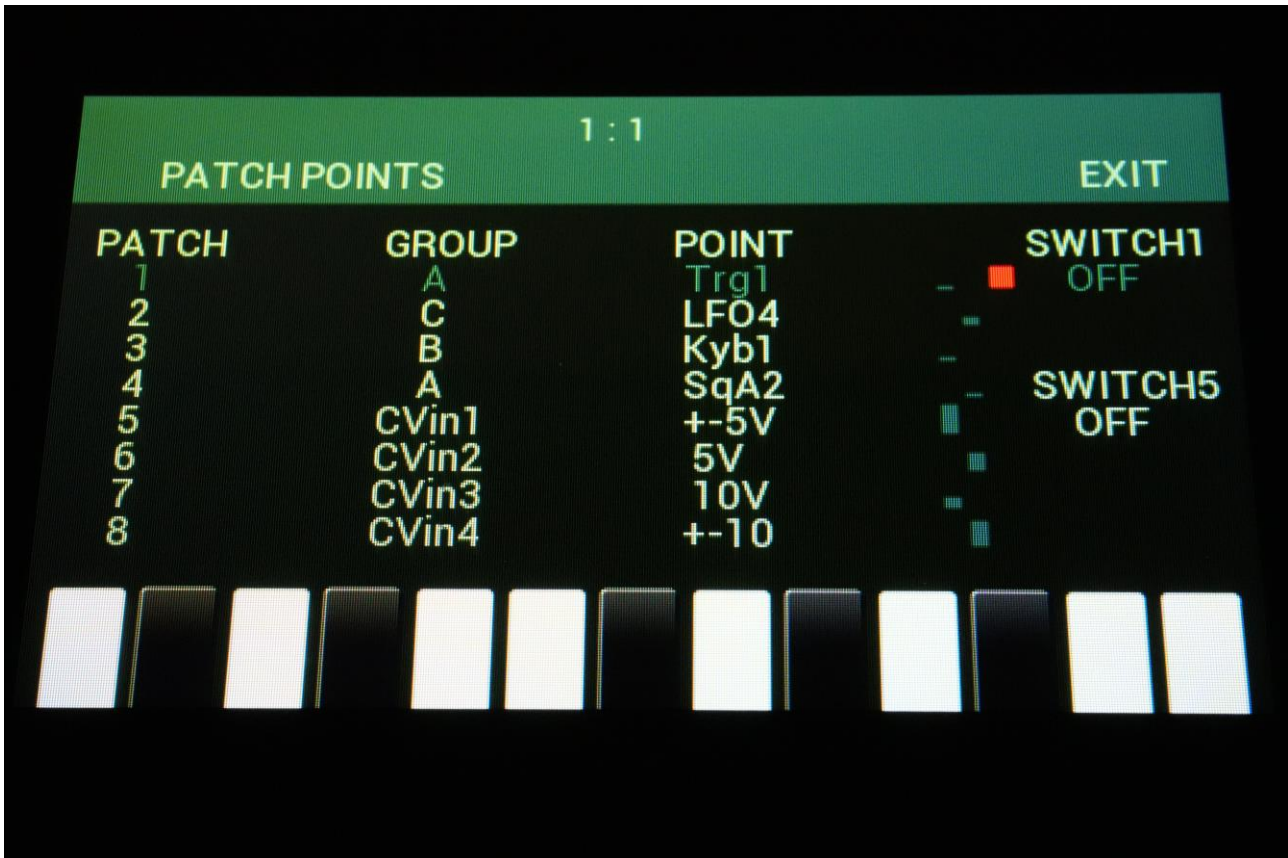 1 : 1
PATCH POINTS EXIT
PATCH GROUP POINT SWITCH1
1 A Trg1 OFF
2 C LFO4
3 B Kyb1
4 A SqA2 SWITCH5
5 CVin1 +-5V OFF
6 CVin2 5V
7 CVin3 10V
8 CVin4 +-10